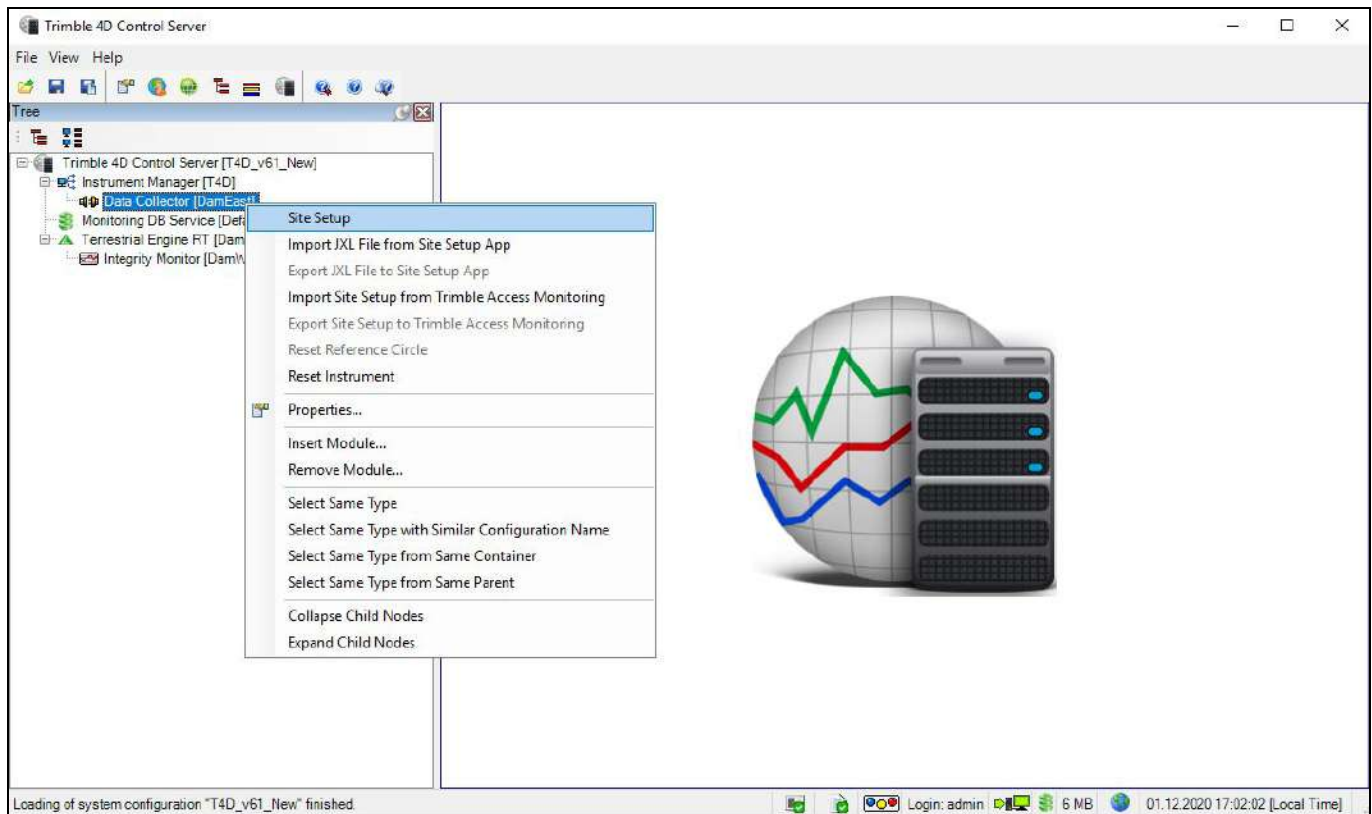 Trimble 4D Control Server
File View Help
Tree
Trimble 4D Control Server [T4D_v61_New]
Instrument Manager [T4D]
Data Collector [DamEast]
Monitoring DB Service [Defa
Terrestrial Engine RT [Dam
Integrity Monitor [DamW
Site Setup
Import JXL File from Site Setup App
Export JXL File to Site Setup App
Import Site Setup from Trimble Access Monitoring
Export Site Setup to Trimble Access Monitoring
Reset Reference Circle
Reset Instrument
Properties...
Insert Module...
Remove Module...
Select Same Type
Select Same Type with Similar Configuration Name
Select Same Type from Same Container
Select Same Type from Same Parent
Collapse Child Nodes
Expand Child Nodes
Loading of system configuration "T4D_v61_New" finished.
Login: admin 6 MB 01.12.2020 17:02:02 [Local Time]